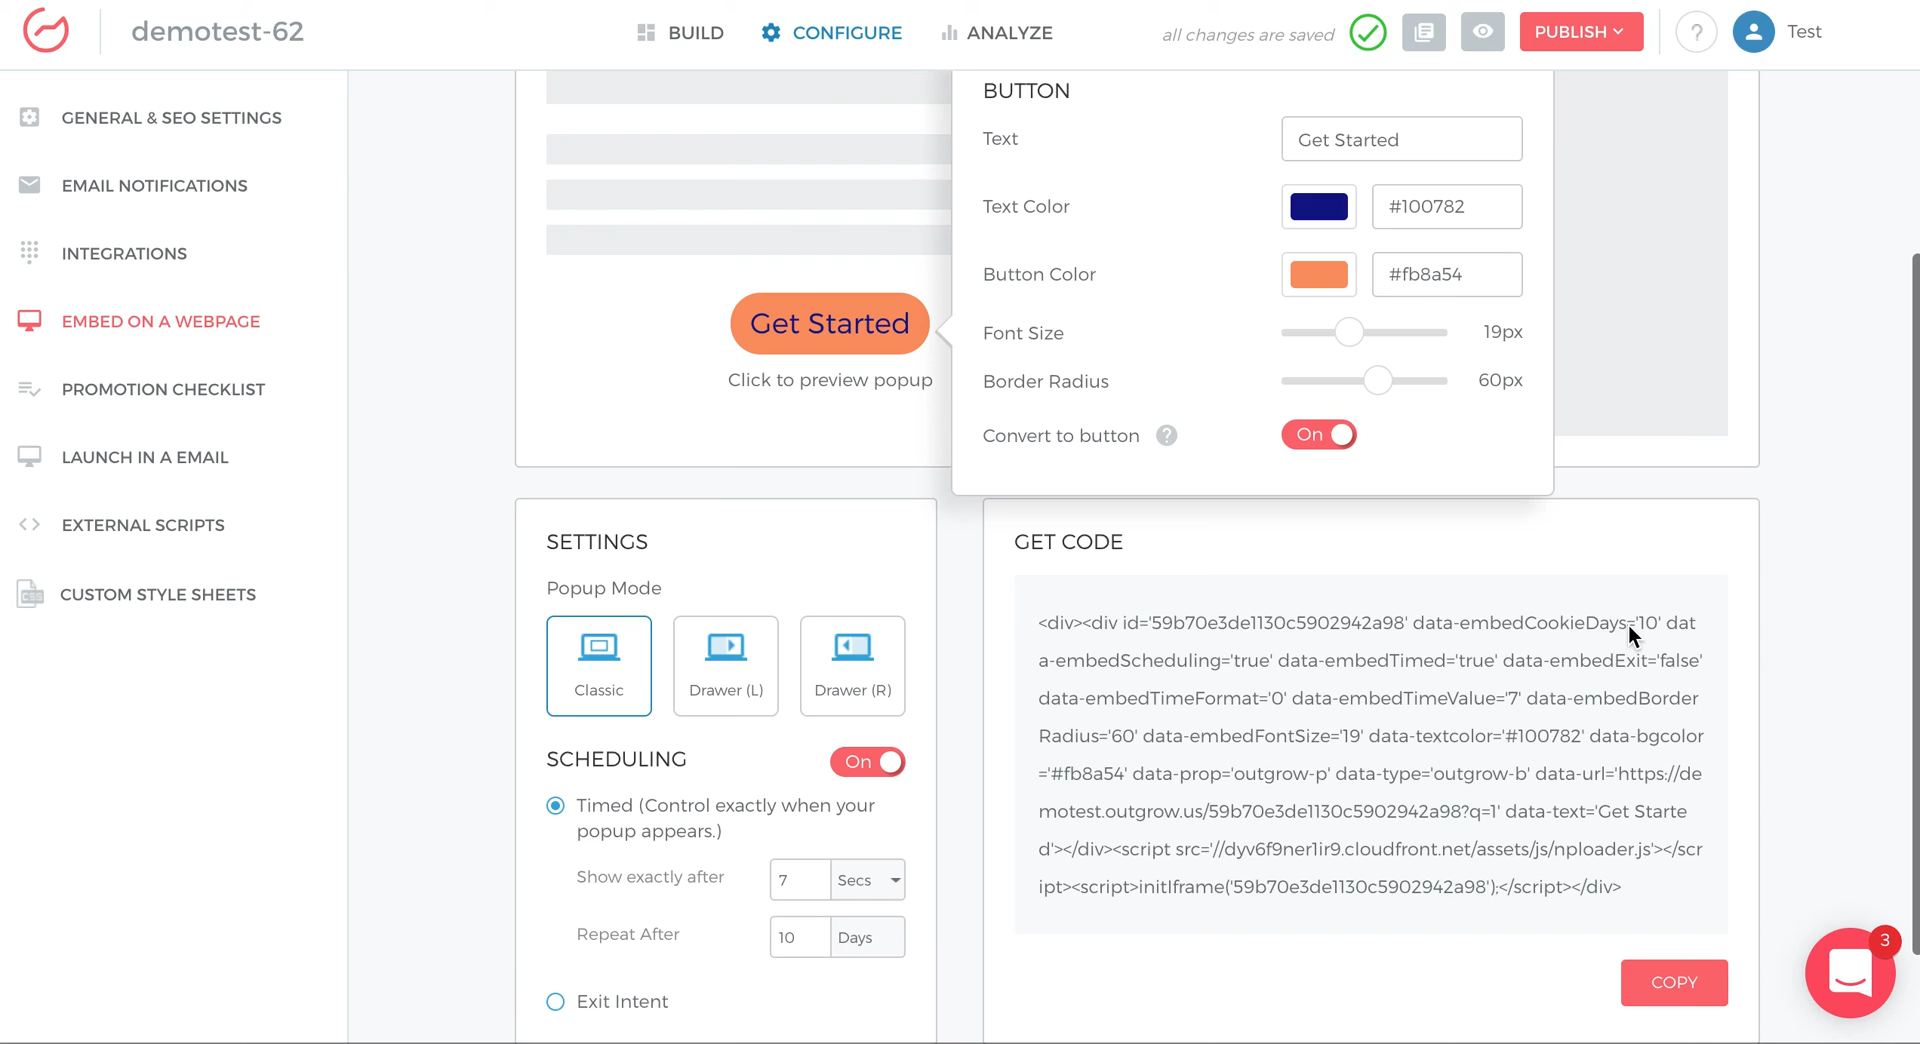 demotest-62
BUILD
CONFIGURE
ANALYZE
all changes are saved
PUBLISH
?
Test
GENERAL & SEO SETTINGS
EMAIL NOTIFICATIONS
INTEGRATIONS
EMBED ON A WEBPAGE
PROMOTION CHECKLIST
LAUNCH IN A EMAIL
EXTERNAL SCRIPTS
CSS
CUSTOM STYLE SHEETS
Get Started
Click to preview popup
BUTTON
Text
Get Started
Text Color
#100782
Button Color
#fb8a54
Font Size
19px
Border Radius
60px
Convert to button ?
On
SETTINGS
Popup Mode
Classic
Drawer (L)
Drawer (R)
SCHEDULING
On
Timed (Control exactly when your
popup appears.)
Show exactly after
7
Secs
Repeat After
10
Days
Exit Intent
GET CODE
<div><div id='59b70e3de1130c5902942a98' data-embedCookieDays='10' dat
a-embedScheduling='true' data-embedTimed='true' data-embedExit='false'
data-embedTimeFormat='0' data-embedTimeValue='7' data-embedBorder
Radius='60' data-embedFontSize='19' data-textcolor='#100782' data-bgcolor
='#fb8a54' data-prop='outgrow-p' data-type='outgrow-b' data-url='https://de
motest.outgrow.us/59b70e3de1130c5902942a98?q=1' data-text='Get Starte
d'></div><script src='//dyv6f9ner1ir9.cloudfront.net/assets/js/nploader.js'></scr
ipt><script>initIframe('59b70e3de1130c5902942a98');</script></div>
COPY
3